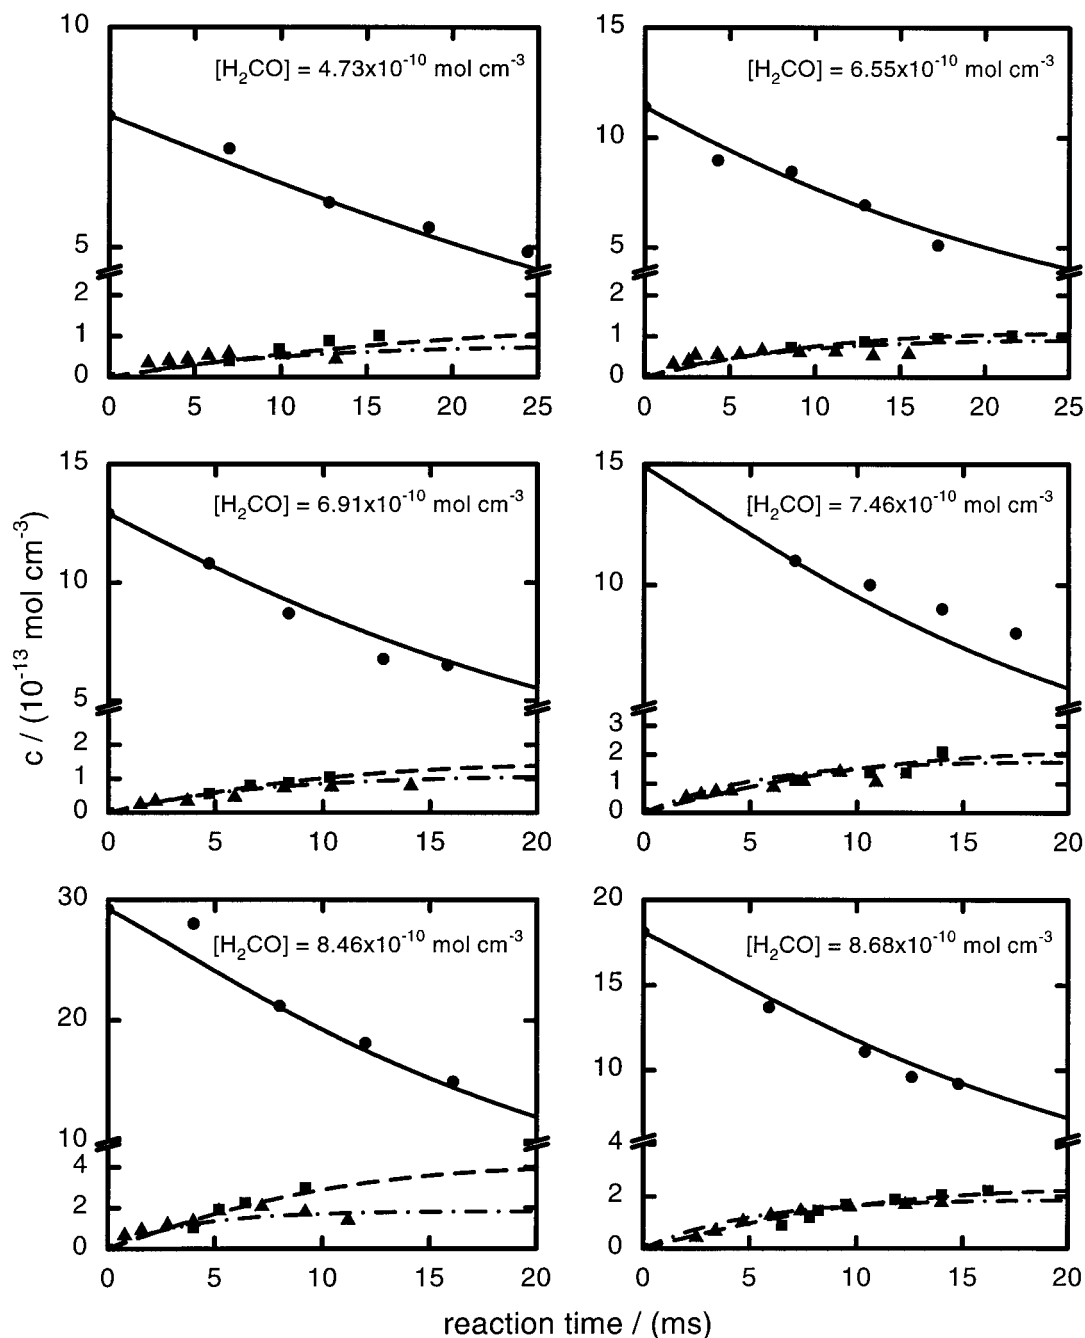 10
5
2
1
0
[H₂CO] = 4.73x10⁻¹⁰ mol cm⁻³
0 5 10 15 20 25
15
10
5
2
1
0
[H₂CO] = 6.55x10⁻¹⁰ mol cm⁻³
0 5 10 15 20 25
c / (10⁻¹³ mol cm⁻³)
15
10
5
2
1
0
[H₂CO] = 6.91x10⁻¹⁰ mol cm⁻³
0 5 10 15 20
15
10
3
2
1
0
[H₂CO] = 7.46x10⁻¹⁰ mol cm⁻³
0 5 10 15 20
30
20
10
4
2
0
[H₂CO] = 8.46x10⁻¹⁰ mol cm⁻³
0 5 10 15 20
20
15
10
4
2
0
[H₂CO] = 8.68x10⁻¹⁰ mol cm⁻³
0 5 10 15 20
reaction time / (ms)